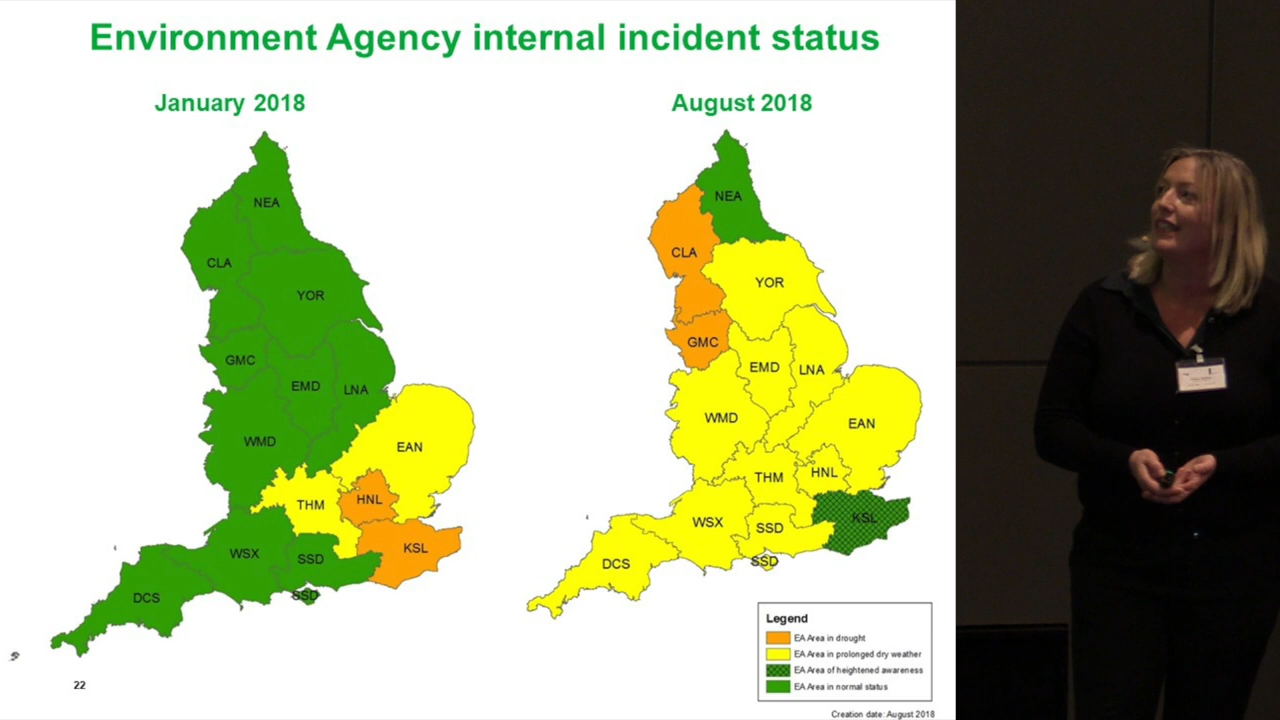 Environment Agency internal incident status
January 2018
August 2018
NEA
CLA
YOR
GMC
EMD
LNA
WMD
EAN
THM
HNL
KSL
WSX
SSD
SSD
DCS
NEA
CLA
YOR
GMC
EMD
LNA
WMD
EAN
THM
HNL
KSL
WSX
SSD
SSD
DCS
Legend
EA Area in drought
EA Area in prolonged dry weather
EA Area of heightened awareness
EA Area in normal status
22
Creation date: August 2018